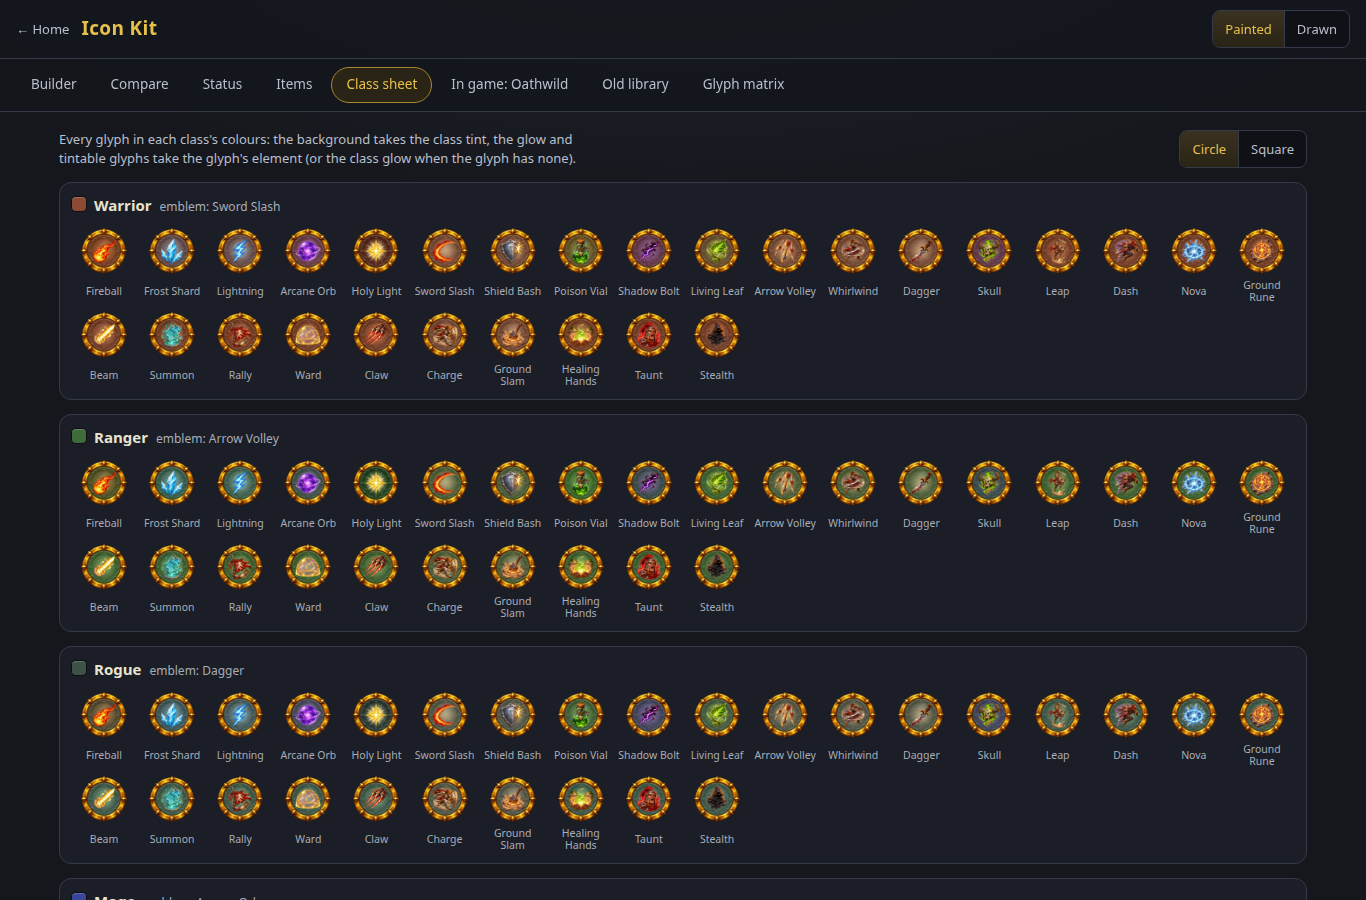 ← Home Icon Kit Painted Drawn
Builder Compare Status Items Class sheet In game: Oathwild Old library Glyph matrix
Every glyph in each class's colours: the background takes the class tint, the glow and
tintable glyphs take the glyph's element (or the class glow when the glyph has none).
Circle Square
Warrior emblem: Sword Slash
Fireball Frost Shard Lightning Arcane Orb Holy Light Sword Slash Shield Bash Poison Vial Shadow Bolt Living Leaf Arrow Volley Whirlwind Dagger Skull Leap Dash Nova Ground Rune
Beam Summon Rally Ward Claw Charge Ground Slam Healing Hands Taunt Stealth
Ranger emblem: Arrow Volley
Fireball Frost Shard Lightning Arcane Orb Holy Light Sword Slash Shield Bash Poison Vial Shadow Bolt Living Leaf Arrow Volley Whirlwind Dagger Skull Leap Dash Nova Ground Rune
Beam Summon Rally Ward Claw Charge Ground Slam Healing Hands Taunt Stealth
Rogue emblem: Dagger
Fireball Frost Shard Lightning Arcane Orb Holy Light Sword Slash Shield Bash Poison Vial Shadow Bolt Living Leaf Arrow Volley Whirlwind Dagger Skull Leap Dash Nova Ground Rune
Beam Summon Rally Ward Claw Charge Ground Slam Healing Hands Taunt Stealth